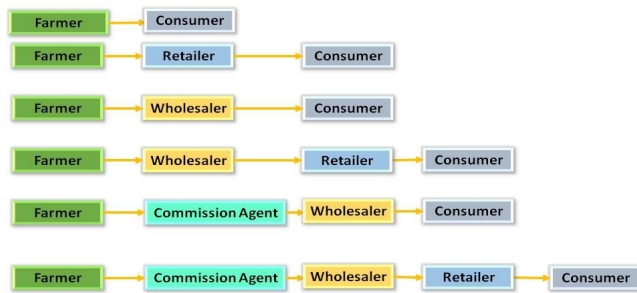 Farmer Consumer
Farmer Retailer Consumer
Farmer Wholesaler Consumer
Farmer Wholesaler Retailer Consumer
Farmer Commission Agent Wholesaler Consumer
Farmer Commission Agent Wholesaler Retailer Consumer